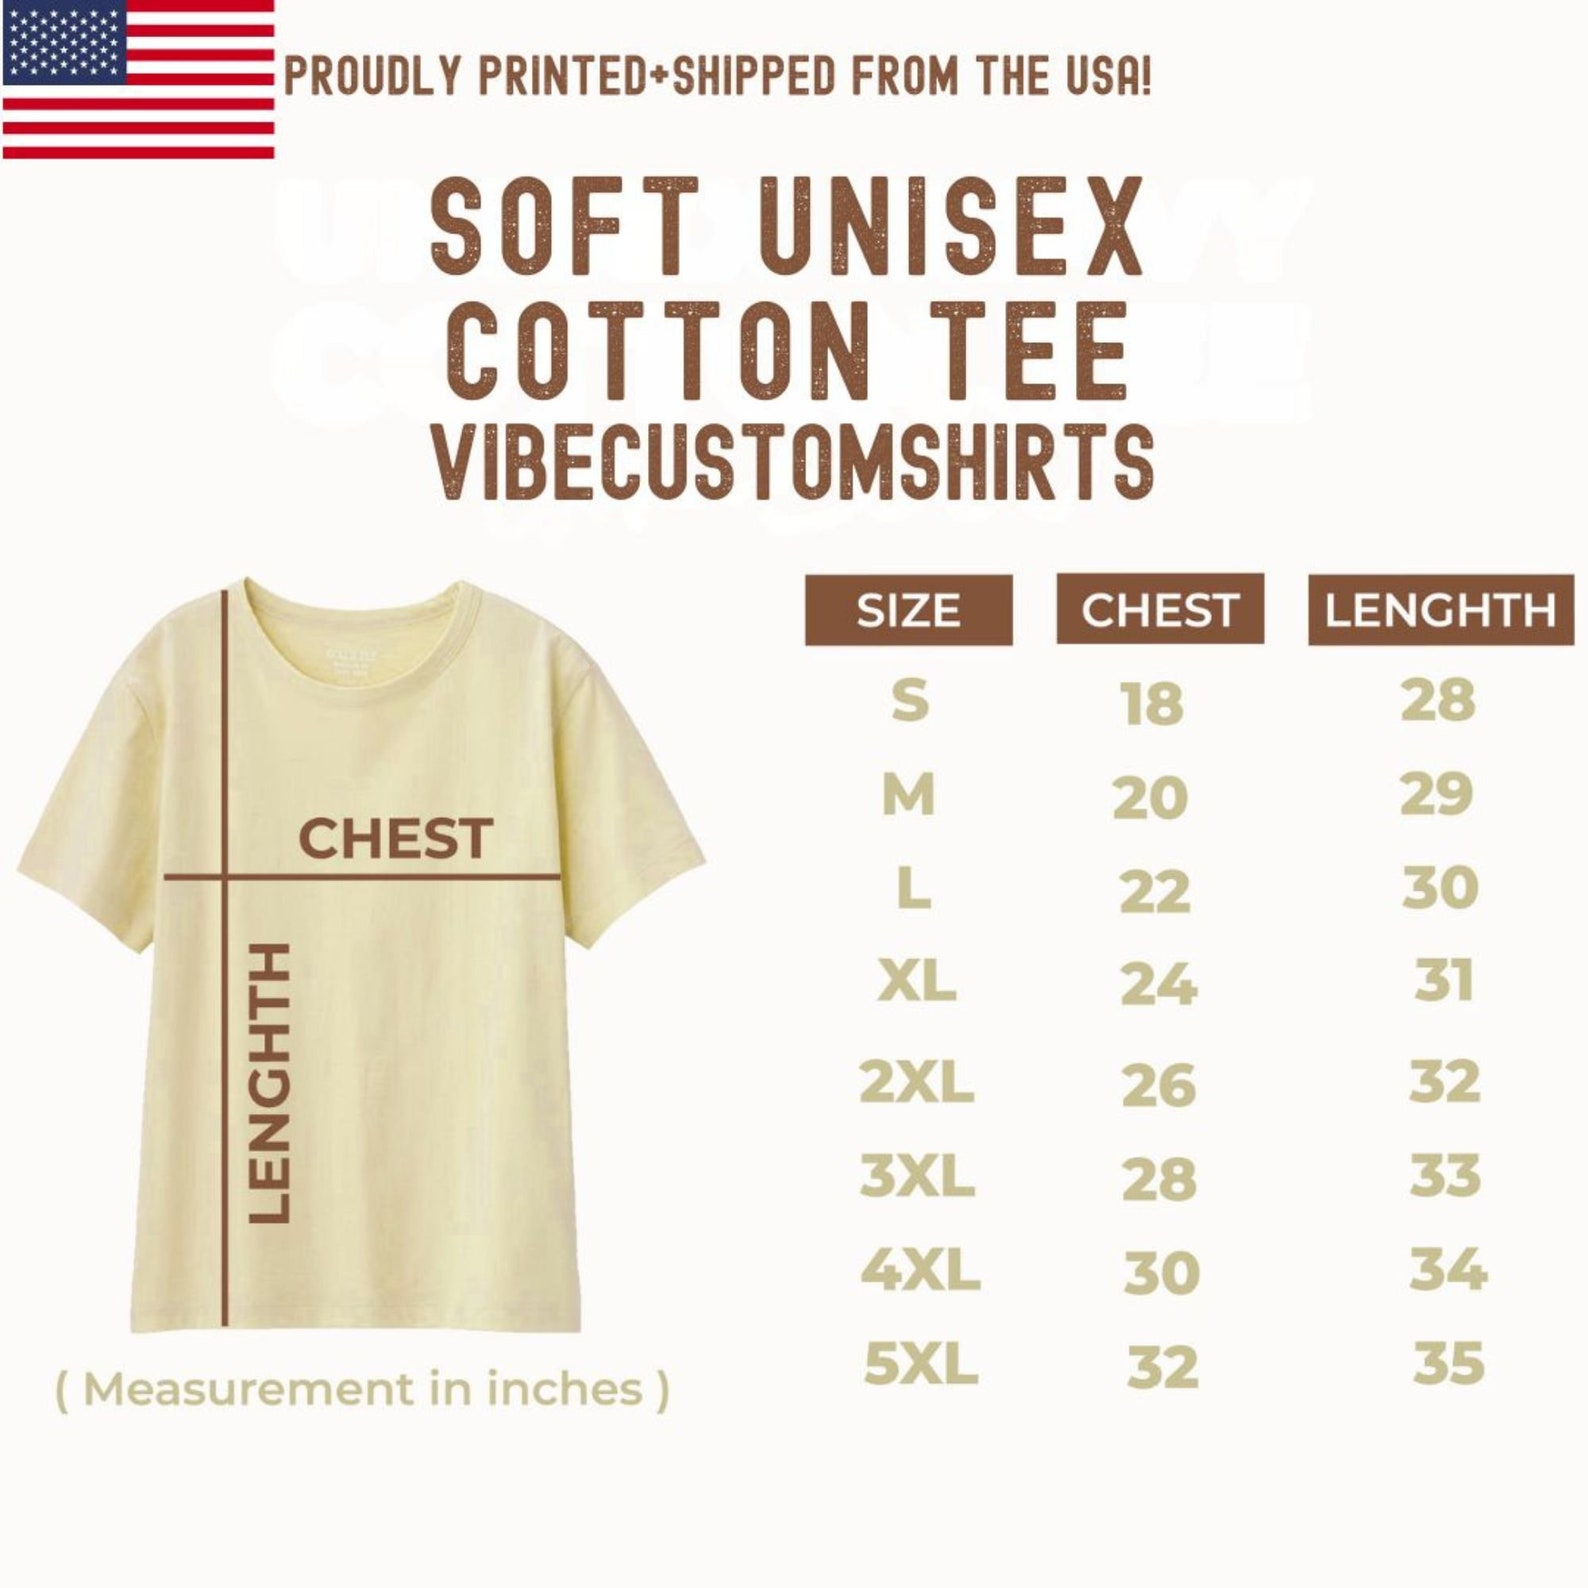 PROUDLY PRINTED+SHIPPED FROM THE USA!
SOFT UNISEX
COTTON TEE
VIBECUSTOMSHIRTS
CHEST
LENGHTH
( Measurement in inches )
SIZE CHEST LENGHTH
S 18 28
M 20 29
L 22 30
XL 24 31
2XL 26 32
3XL 28 33
4XL 30 34
5XL 32 35